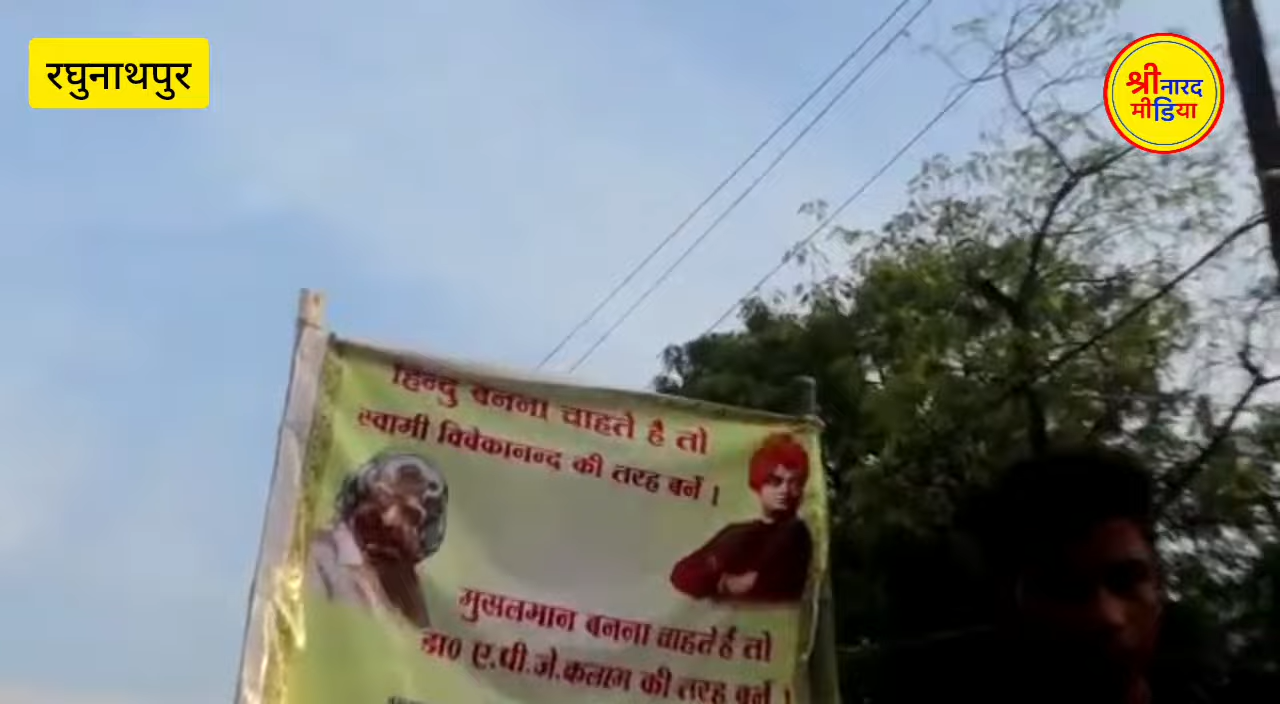 रघुनाथपुर
श्री नारद
मीडिया
हिन्दु बनना चाहते है तो
स्वामी विवेकानन्द की तरह बनें ।
मुसलमान बनना चाहते हैं तो
डा० ए.पी.जे.कलाम की तरह बनें ।